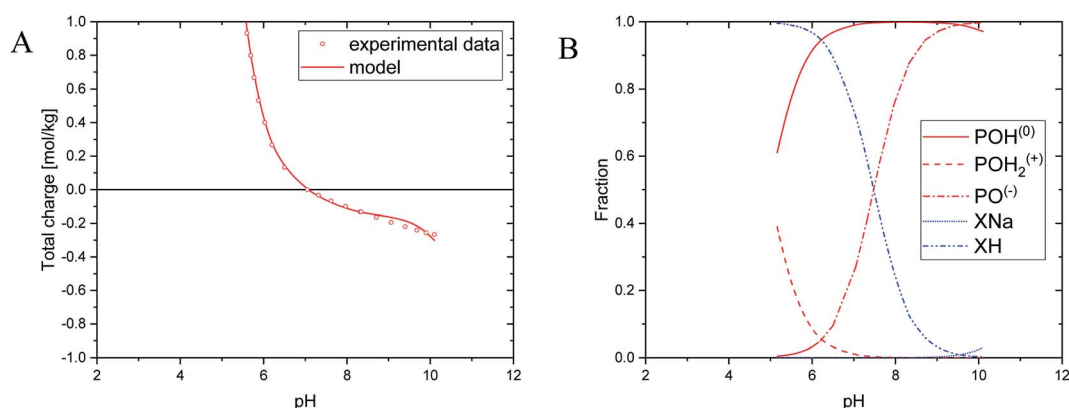 A
Total charge [mol/kg]
1.0
0.8
0.6
0.4
0.2
0.0
-0.2
-0.4
-0.6
-0.8
-1.0
2 4 6 8 10 12
pH
experimental data
model
B
Fraction
1.0
0.8
0.6
0.4
0.2
0.0
2 4 6 8 10 12
pH
POH(0)
POH2(+)
PO(-)
XNa
XH